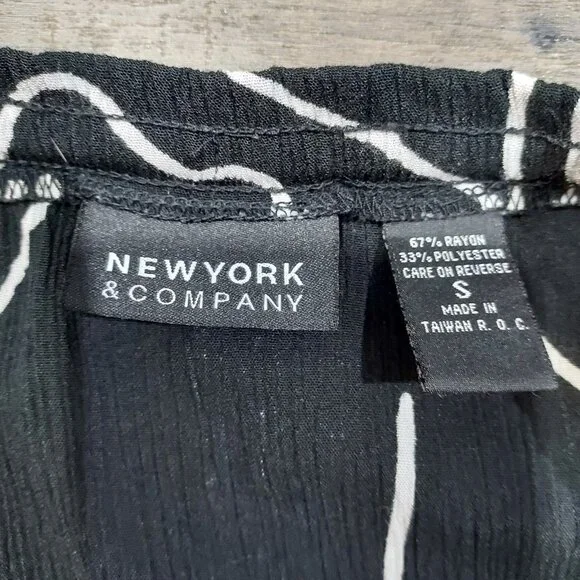 NEWYORK
& COMPANY
67% RAYON
33% POLYESTER
CARE ON REVERSE
S
MADE IN
TAIWAN R. O. C.